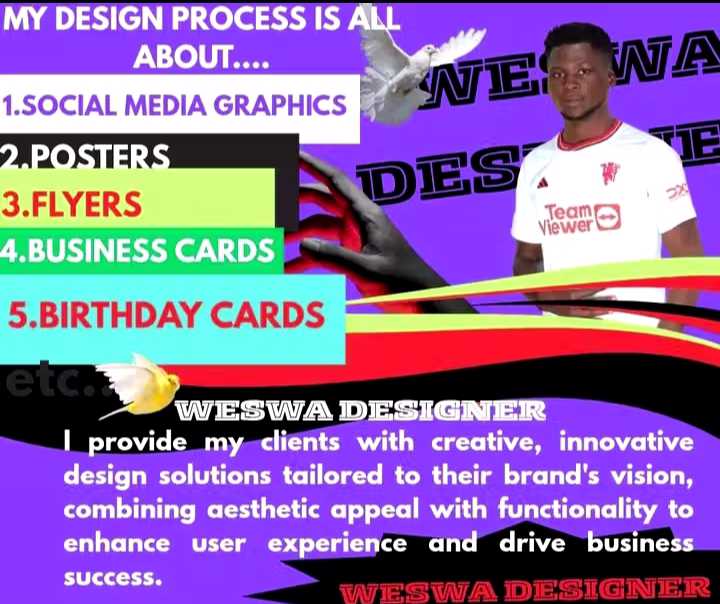 MY DESIGN PROCESS IS ALL
ABOUT....
1.SOCIAL MEDIA GRAPHICS
2.POSTERS
3.FLYERS
4.BUSINESS CARDS
5.BIRTHDAY CARDS
etc..
WESWA
DES
Team
Viewer
WESWA DESIGNER
I provide my clients with creative, innovative
design solutions tailored to their brand's vision,
combining aesthetic appeal with functionality to
enhance user experience and drive business
success.
WESWA DESIGNER